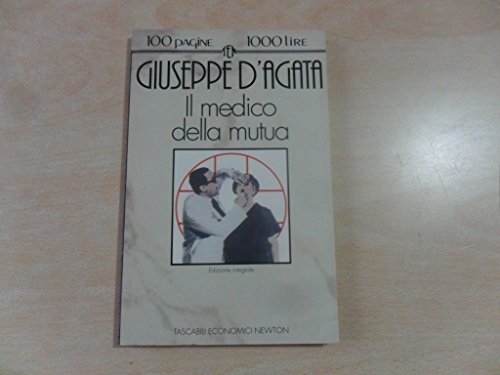 100 pagine 1000 lire
GIUSEPPE D'AGATA
Il medico
della mutua
Edizione integrale
TASCABILI ECONOMICI NEWTON